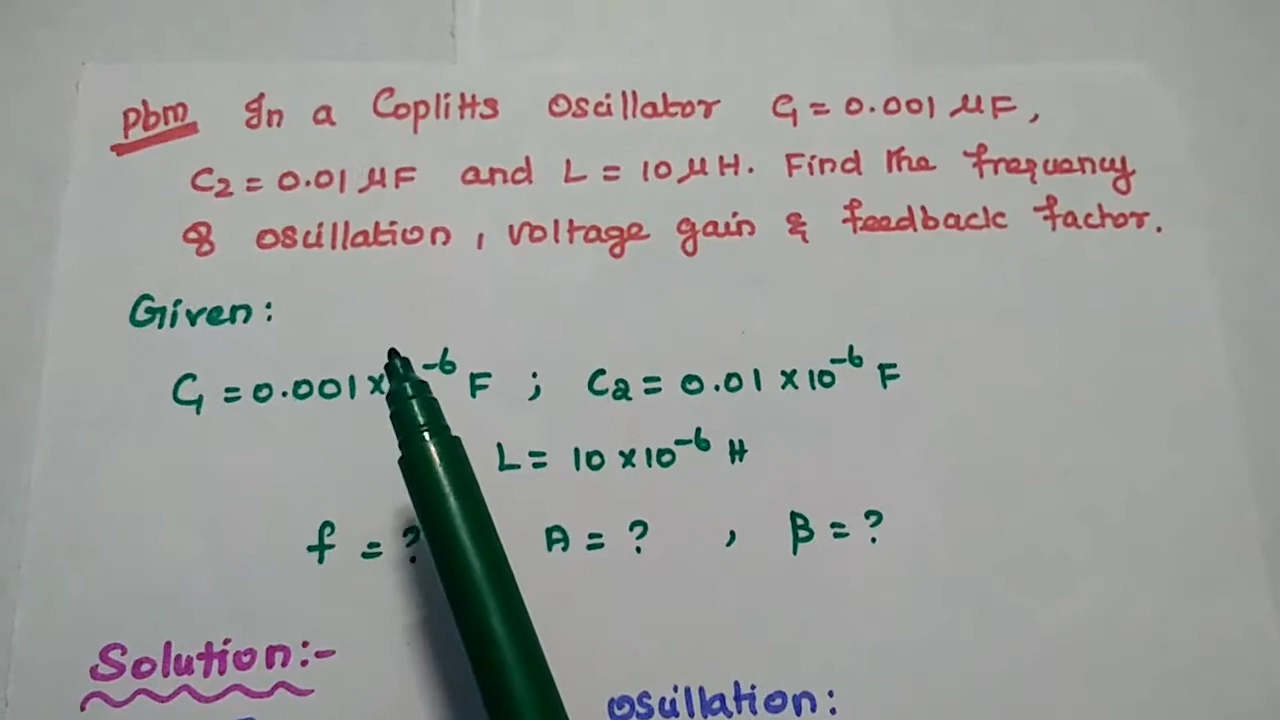 Pbm In a Coplitts Oscillator C1 = 0.001 μF,
C2 = 0.01 μF and L = 10 μH. Find the frequency
of oscillation, voltage gain & feedback factor.
Given:
C1 = 0.001 × -6 F ; C2 = 0.01 × 10^-6 F
L = 10 × 10^-6 H
f = ? A = ? , β = ?
Solution:-
oscillation: